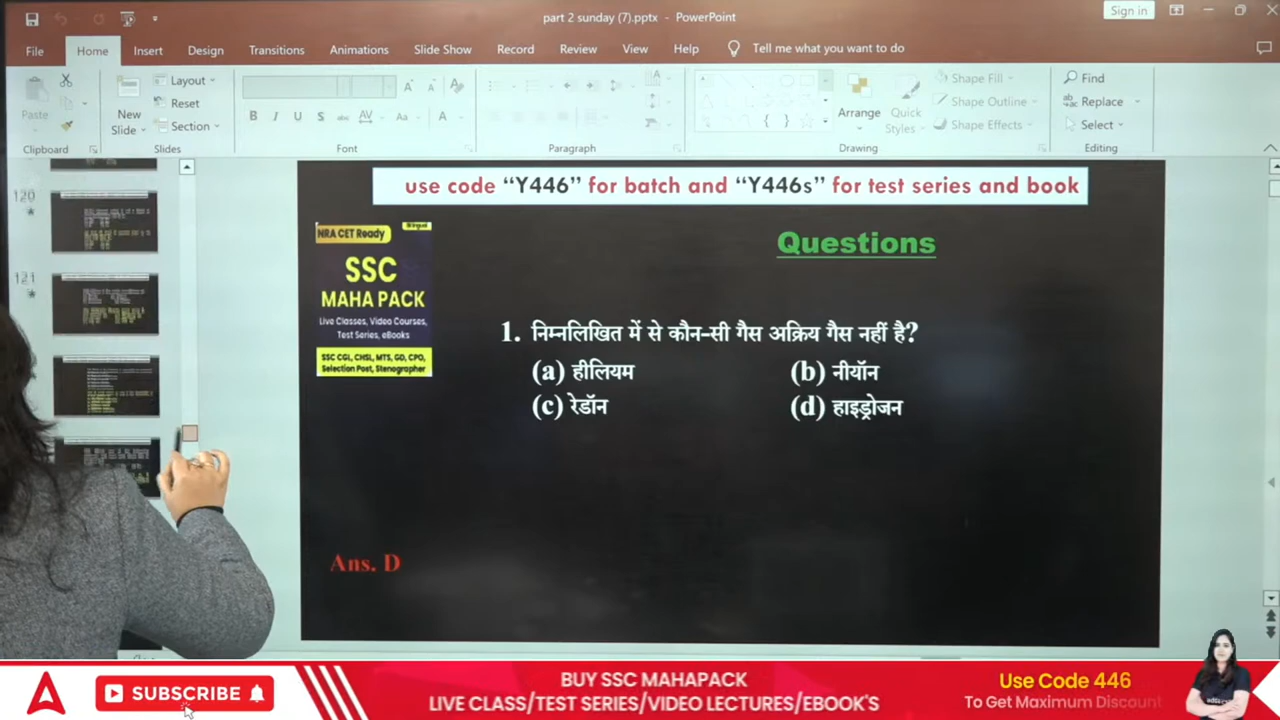 part 2 sunday (7).pptx - PowerPoint
Sign in
File Home Insert Design Transitions Animations Slide Show Record Review View Help Tell me what you want to do
Paste
Clipboard
New Slide
Layout
Reset
Section
Slides
B I U S abc AV Aa A
Font
Paragraph
Arrange
Quick Styles
Shape Fill
Shape Outline
Shape Effects
Drawing
Find
Replace
Select
Editing
120
121
use code “Y446” for batch and “Y446s” for test series and book
NRA CET Ready
Bilingual
SSC
MAHA PACK
Live Classes, Video Courses,
Test Series, eBooks
SSC CGL, CHSL, MTS, GD, CPO,
Selection Post, Stenographer
Questions
1. निम्नलिखित में से कौन-सी गैस अक्रिय गैस नहीं है?
(a) हीलियम (b) नीयॉन
(c) रेडॉन (d) हाइड्रोजन
Ans. D
SUBSCRIBE
BUY SSC MAHAPACK
LIVE CLASS/TEST SERIES/VIDEO LECTURES/EBOOK'S
Use Code 446
To Get Maximum Discount